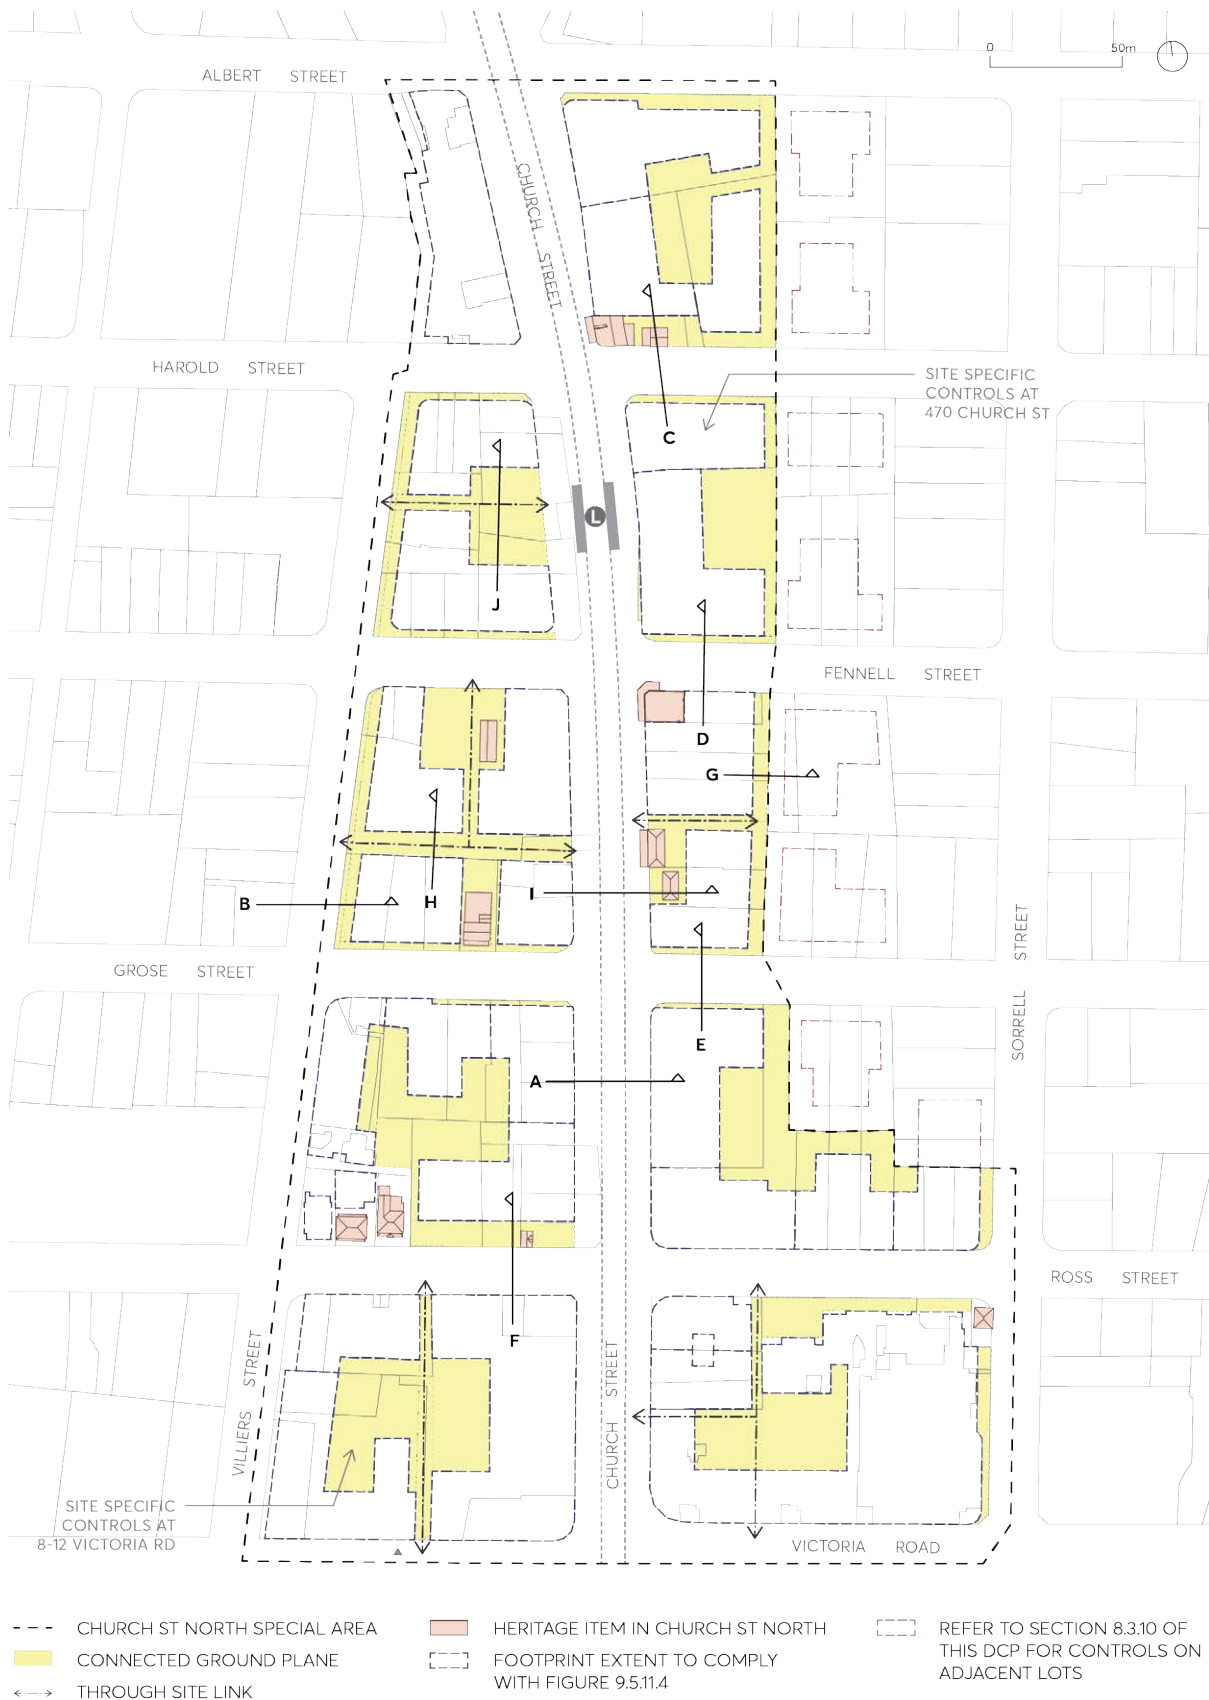 0 50m
ALBERT STREET
CHURCH STREET
HAROLD STREET
SITE SPECIFIC
CONTROLS AT
470 CHURCH ST
C
L
J
FENNELL STREET
D
G
B
H
I
GROSE STREET
SORRELL STREET
E
A
ROSS STREET
F
VILLIERS STREET
CHURCH STREET
SITE SPECIFIC
CONTROLS AT
8-12 VICTORIA RD
VICTORIA ROAD
CHURCH ST NORTH SPECIAL AREA
CONNECTED GROUND PLANE
THROUGH SITE LINK
HERITAGE ITEM IN CHURCH ST NORTH
FOOTPRINT EXTENT TO COMPLY
WITH FIGURE 9.5.11.4
REFER TO SECTION 8.3.10 OF
THIS DCP FOR CONTROLS ON
ADJACENT LOTS